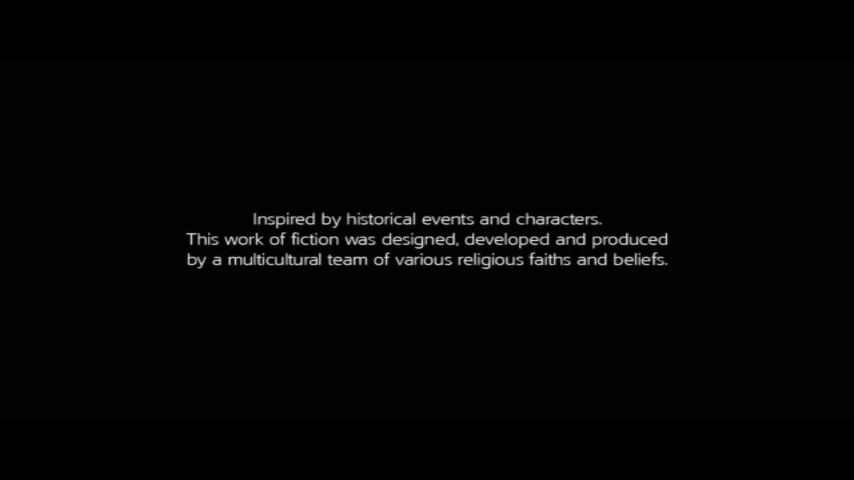 Inspired by historical events and characters.
This work of fiction was designed, developed and produced
by a multicultural team of various religious faiths and beliefs.